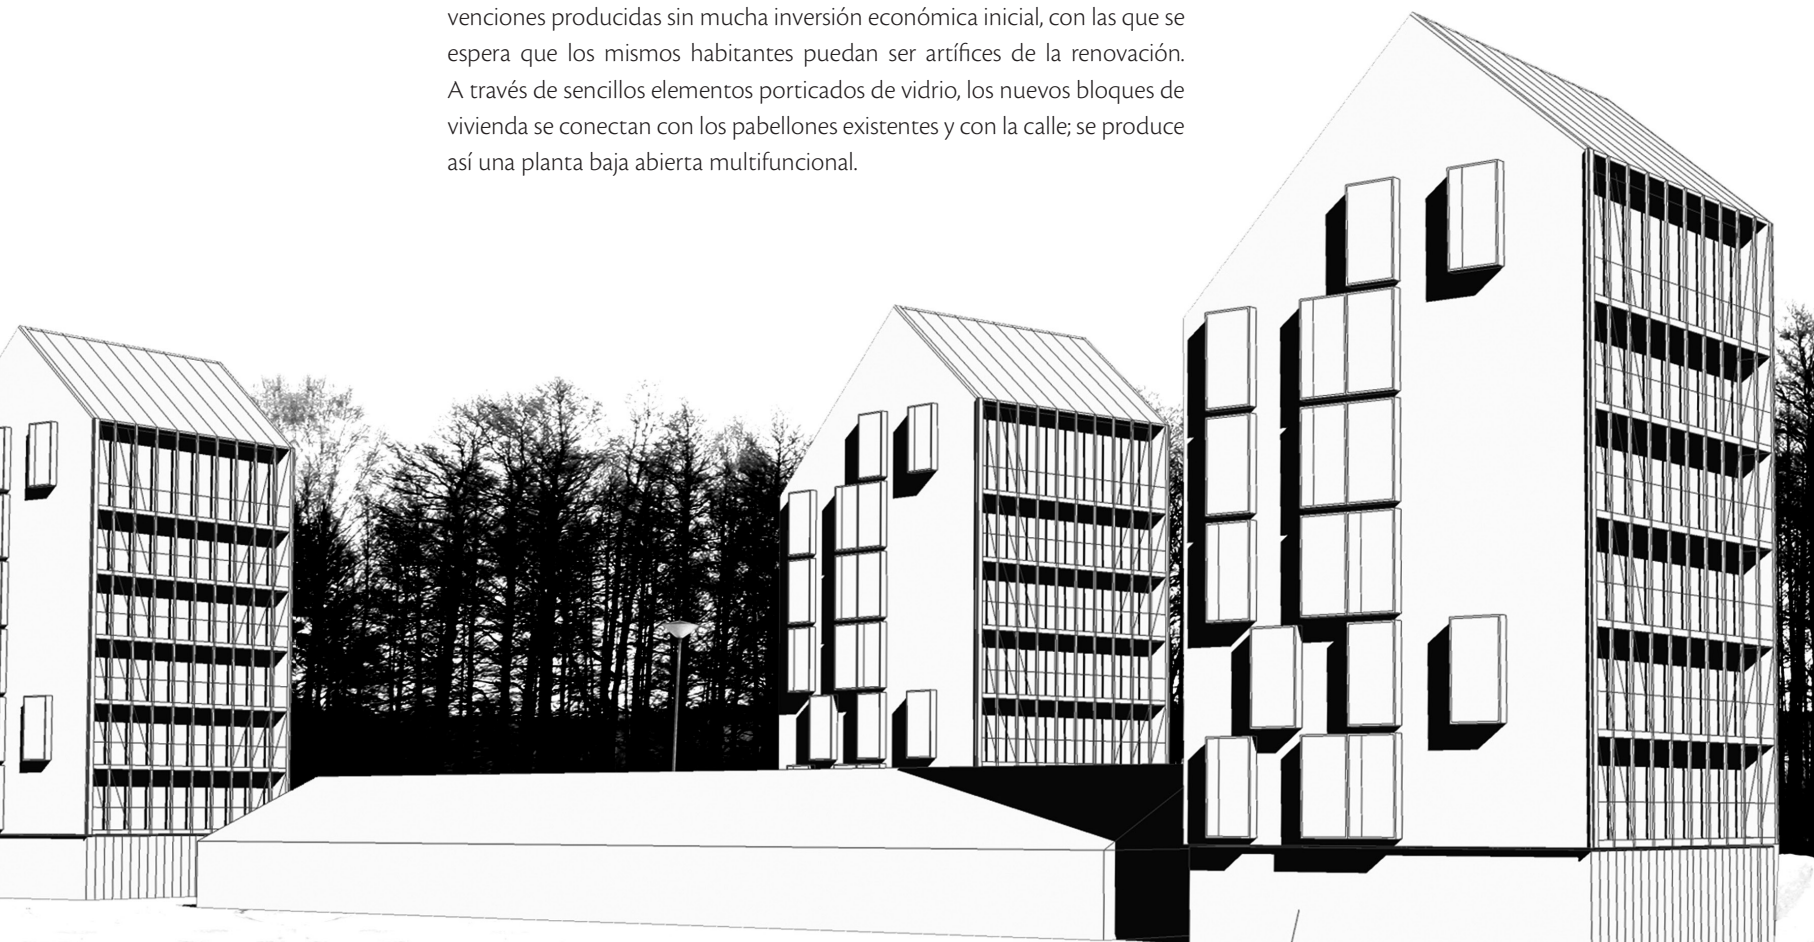 venciones producidas sin mucha inversión económica inicial, con las que se
espera que los mismos habitantes puedan ser artífices de la renovación.
A través de sencillos elementos porticados de vidrio, los nuevos bloques de
vivienda se conectan con los pabellones existentes y con la calle; se produce
así una planta baja abierta multifuncional.